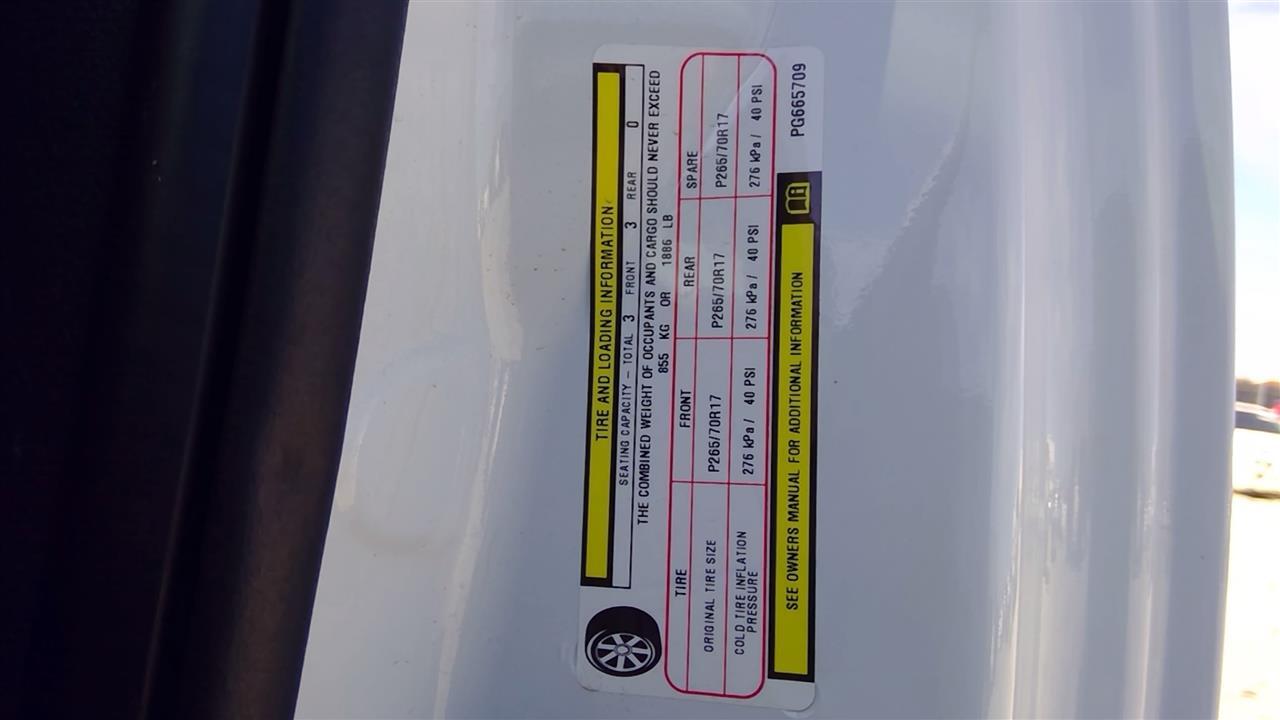 TIRE AND LOADING INFORMATION
SEATING CAPACITY – TOTAL 3 FRONT 3 REAR 0
THE COMBINED WEIGHT OF OCCUPANTS AND CARGO SHOULD NEVER EXCEED
855 KG OR 1886 LB
TIRE FRONT REAR SPARE
ORIGINAL TIRE SIZE P265/70R17 P265/70R17 P265/70R17
COLD TIRE INFLATION
PRESSURE 276 kPa/ 40 PSI 276 kPa/ 40 PSI 276 kPa/ 40 PSI
SEE OWNERS MANUAL FOR ADDITIONAL INFORMATION
PG665709